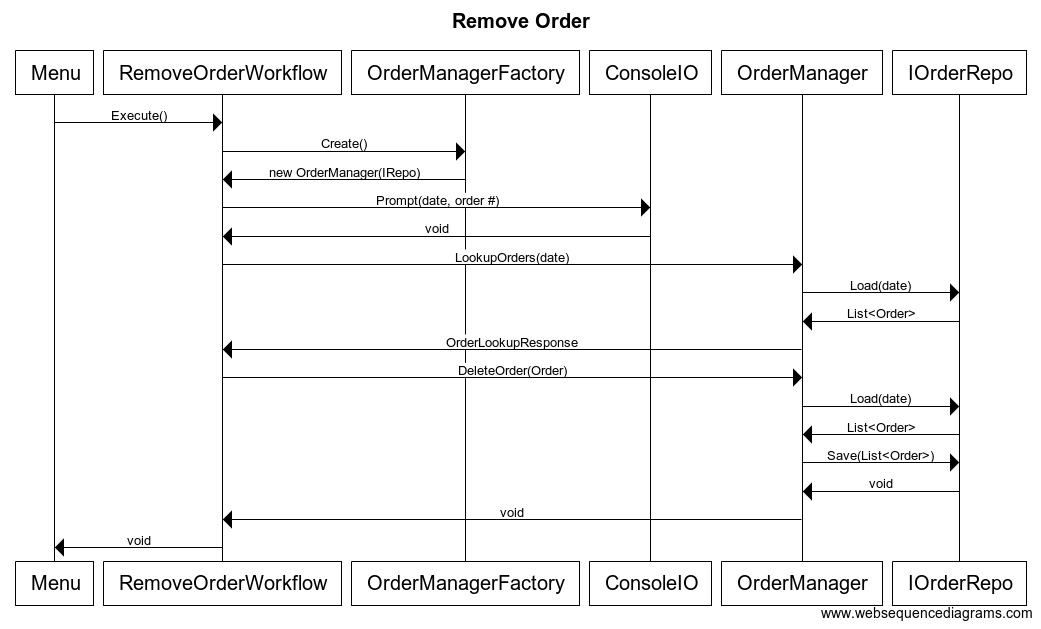 Remove Order
Menu RemoveOrderWorkflow OrderManagerFactory ConsoleIO OrderManager IOrderRepo
Execute()
Create()
new OrderManager(IRepo)
Prompt(date, order #)
void
LookupOrders(date)
Load(date)
List<Order>
OrderLookupResponse
DeleteOrder(Order)
Load(date)
List<Order>
Save(List<Order>)
void
void
void
Menu RemoveOrderWorkflow OrderManagerFactory ConsoleIO OrderManager IOrderRepo
www.websequencediagrams.com